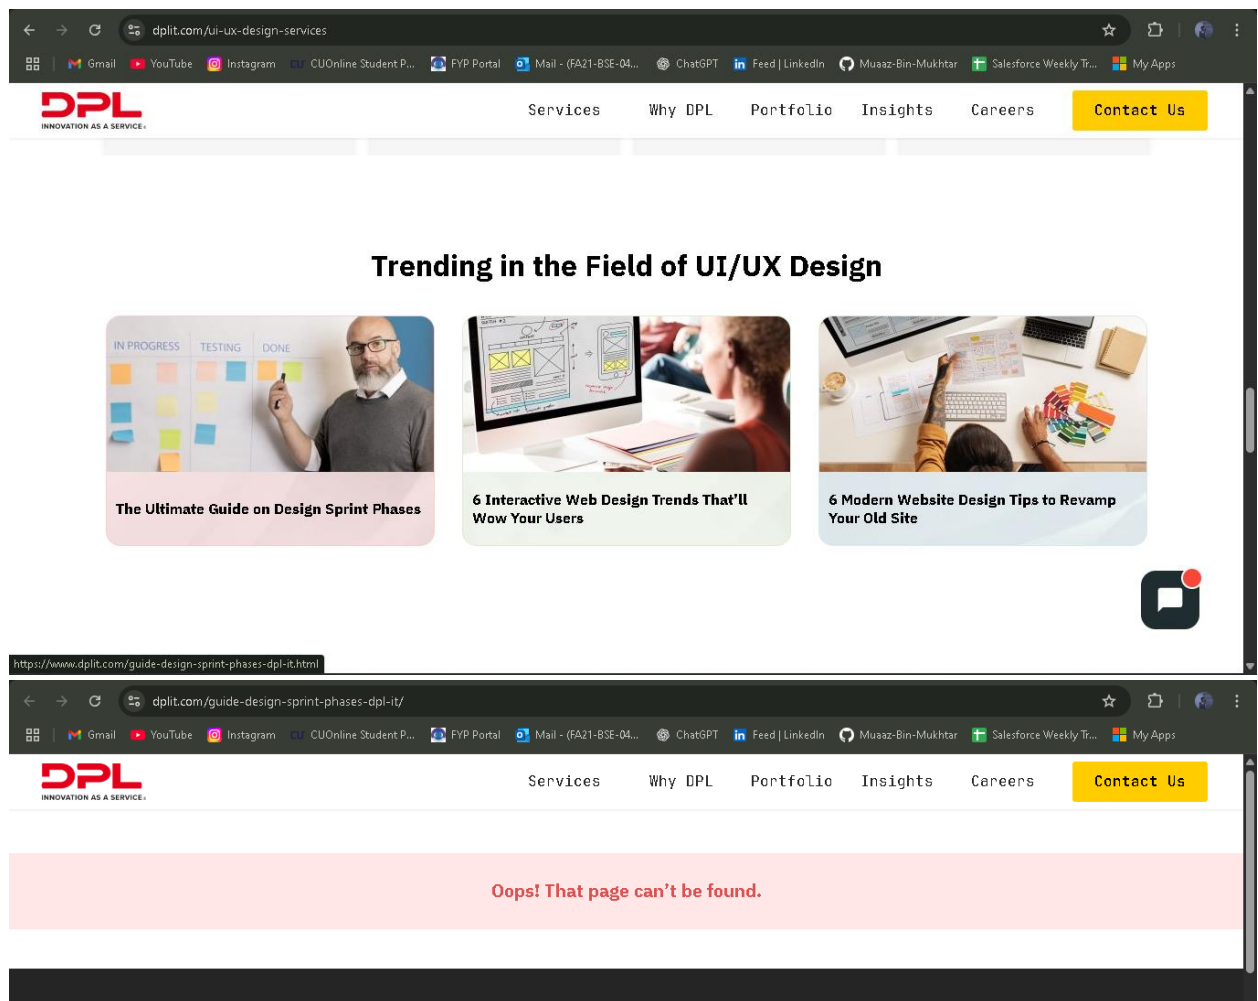 dplit.com/ui-ux-design-services
Gmail YouTube Instagram CUOnline Student P... FYP Portal Mail - (FA21-BSE-04... ChatGPT Feed | LinkedIn Muaaz-Bin-Mukhtar Salesforce Weekly Tr... My Apps
DPL
INNOVATION AS A SERVICE
Services Why DPL Portfolio Insights Careers Contact Us
Trending in the Field of UI/UX Design
IN PROGRESS TESTING DONE
The Ultimate Guide on Design Sprint Phases
6 Interactive Web Design Trends That’ll
Wow Your Users
6 Modern Website Design Tips to Revamp
Your Old Site
https://www.dplit.com/guide-design-sprint-phases-dpl-it.html
dplit.com/guide-design-sprint-phases-dpl-it/
Gmail YouTube Instagram CUOnline Student P... FYP Portal Mail - (FA21-BSE-04... ChatGPT Feed | LinkedIn Muaaz-Bin-Mukhtar Salesforce Weekly Tr... My Apps
DPL
INNOVATION AS A SERVICE
Services Why DPL Portfolio Insights Careers Contact Us
Oops! That page can’t be found.